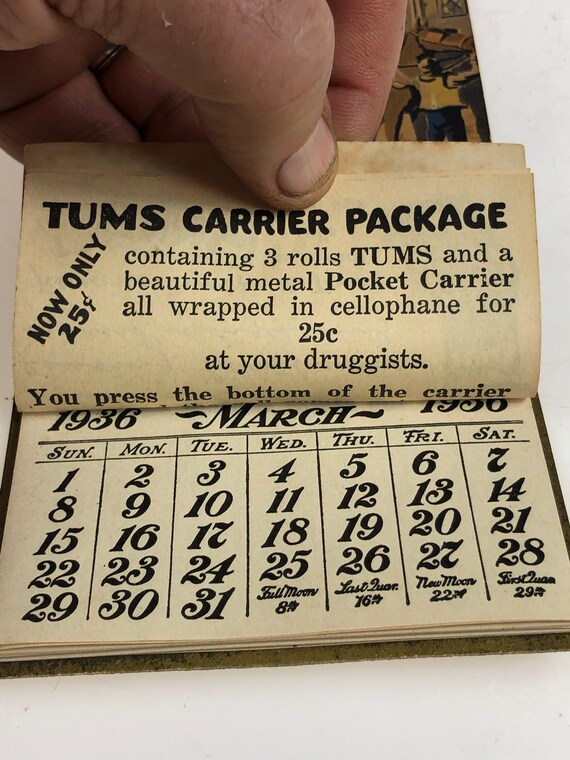 TUMS CARRIER PACKAGE
NOW ONLY
25¢
containing 3 rolls TUMS and a
beautiful metal Pocket Carrier
all wrapped in cellophane for
25c
at your druggists.
You press the bottom of the carrier
1936 MARCH 1936
SUN. MON. TUE. WED. THU. FRI. SAT.
1 2 3 4 5 6 7
8 9 10 11 12 13 14
15 16 17 18 19 20 21
22 23 24 25 26 27 28
29 30 31 Full Moon 8th Last Quar. 16th New Moon 22nd First Quar. 29th